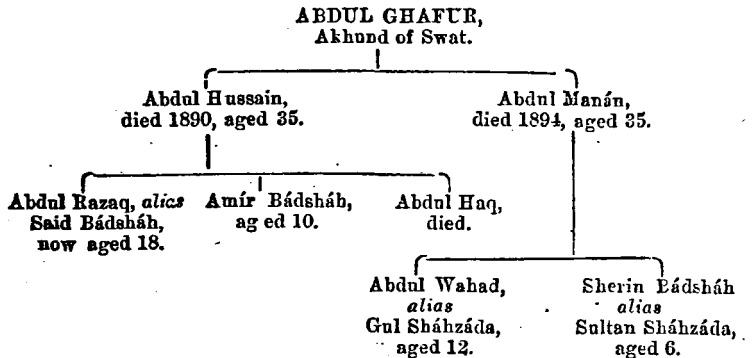 ABDUL GHAFUR,
Akhund of Swat.
Abdul Hussain,
died 1890, aged 35.
Abdul Manán,
died 1894, aged 35.
Abdul Razaq, alias
Said Bádsháh,
now aged 18.
Amír Bádsháh,
ag ed 10.
Abdul Haq,
died.
Abdul Wahad,
alias
Gul Sháhzáda,
aged 12.
Sherin Bádsháh
alias
Sultan Sháhzáda,
aged 6.